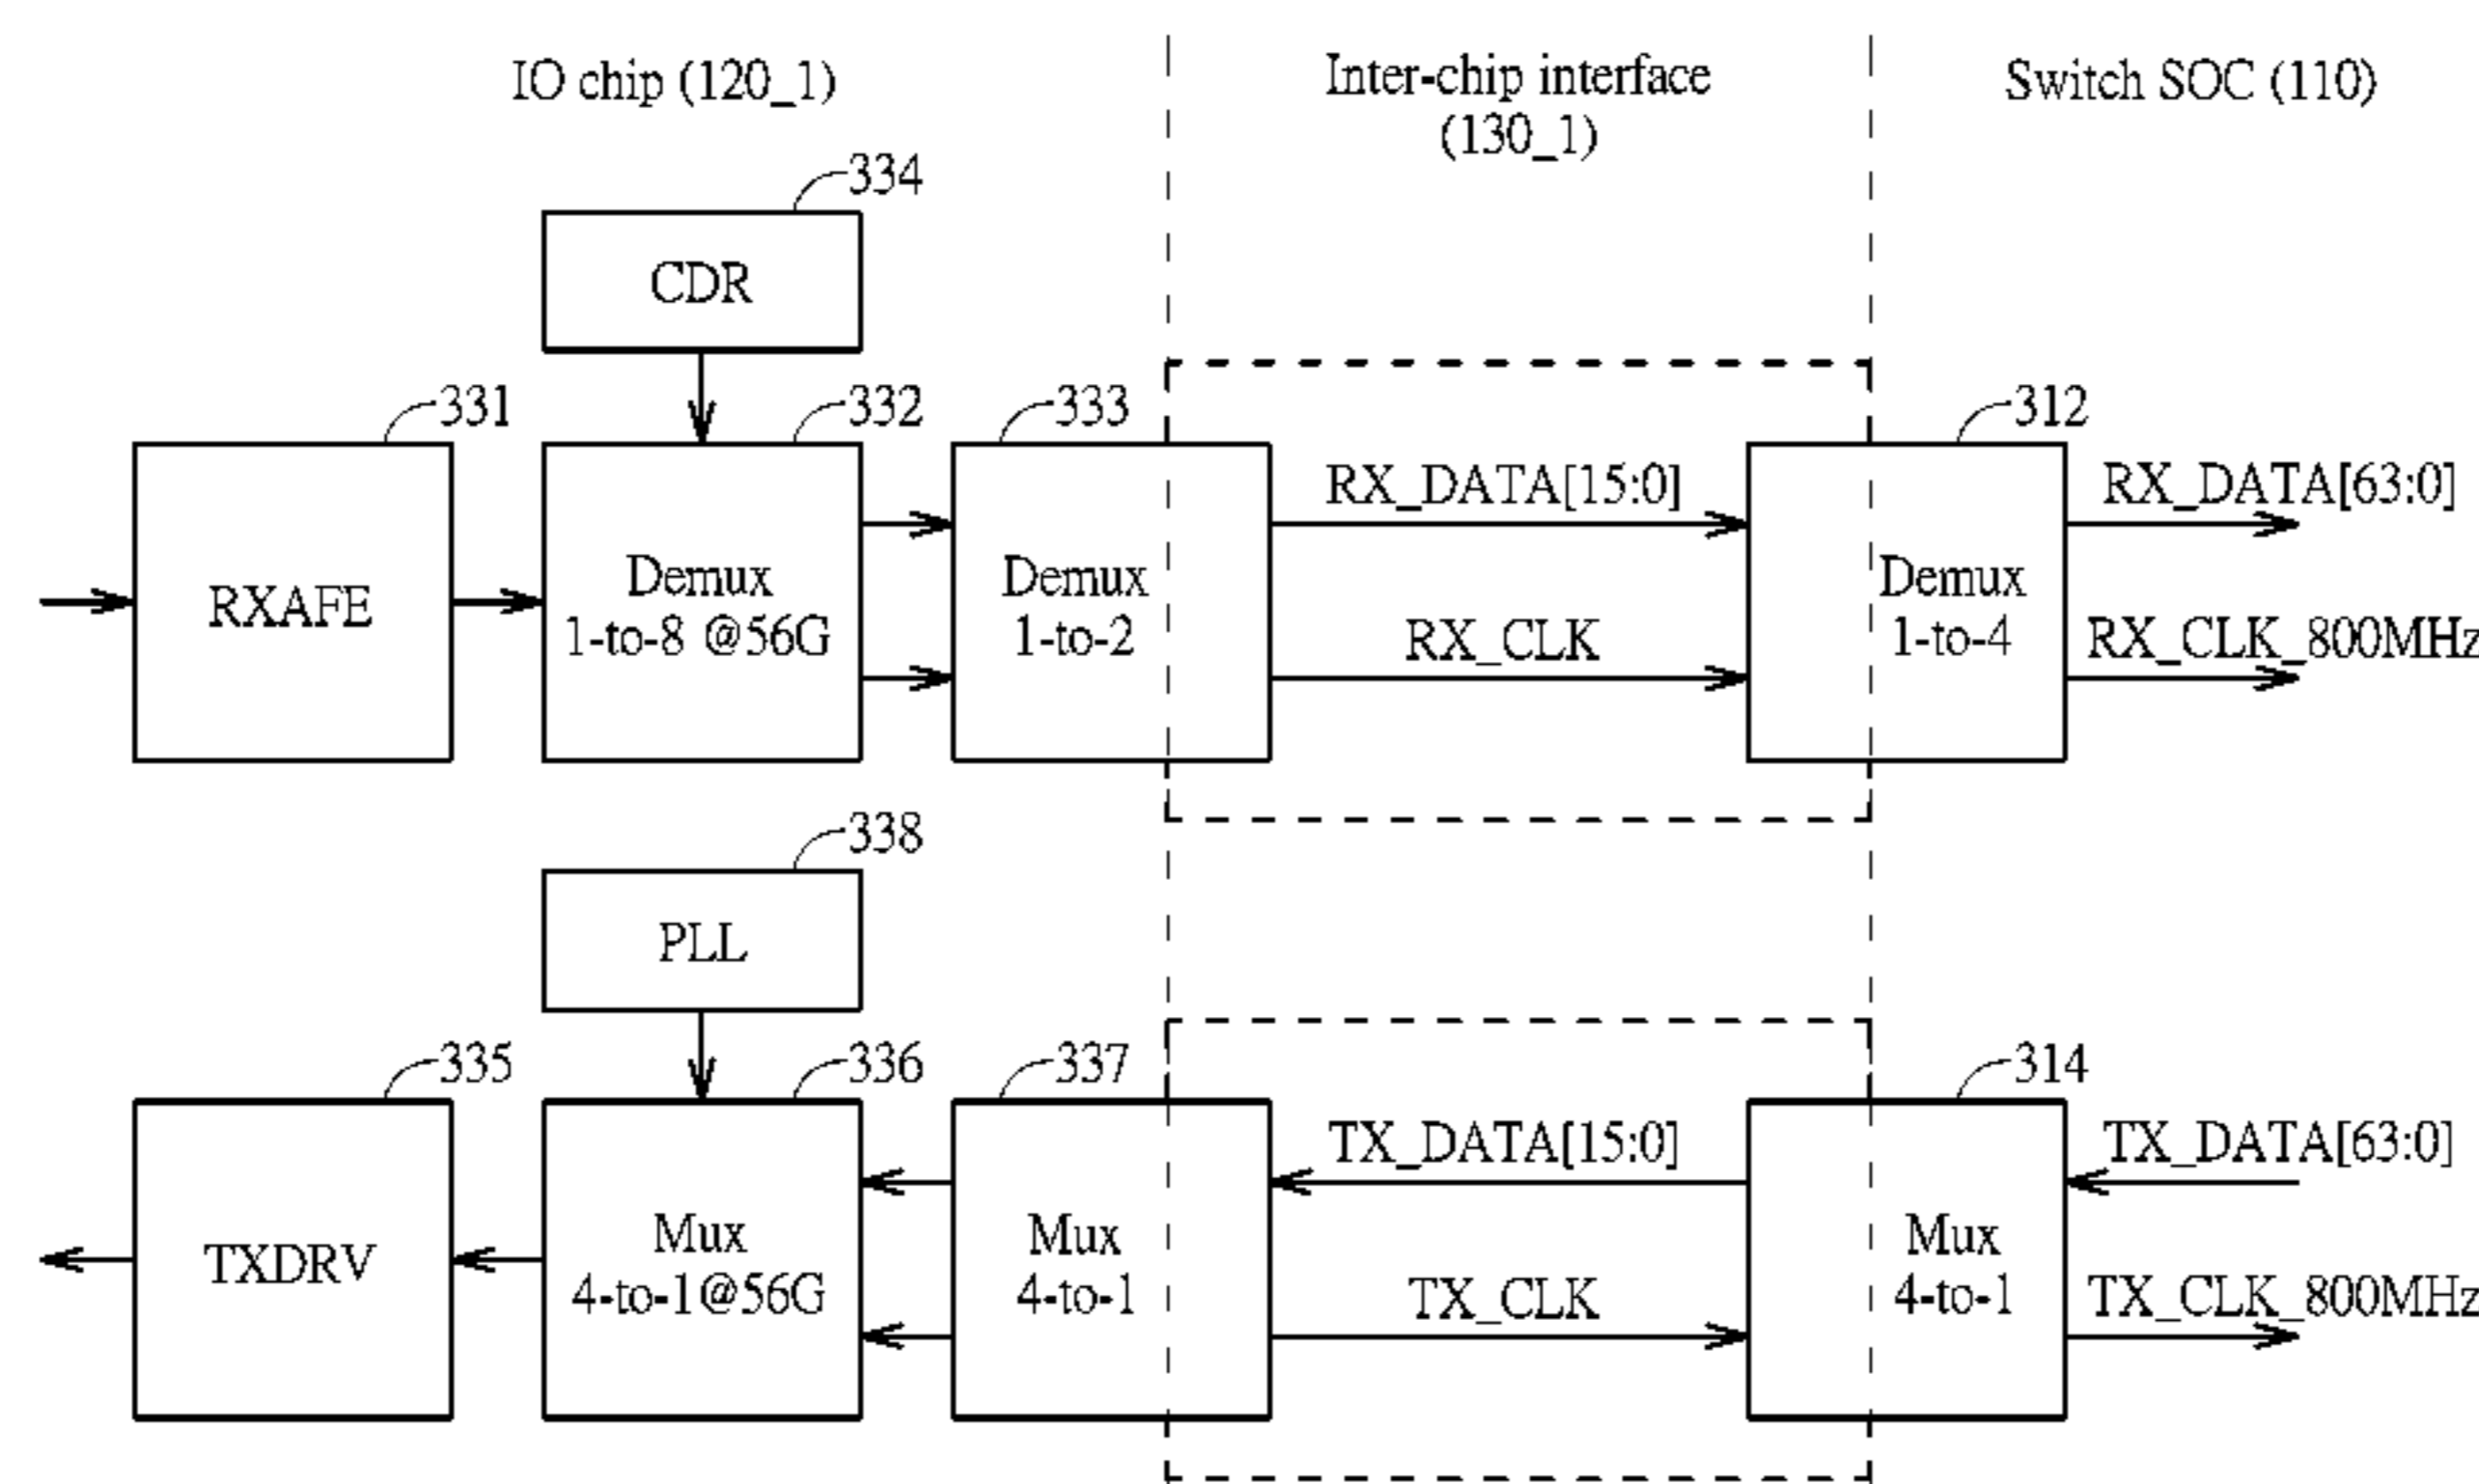 IO chip (120_1)
Inter-chip interface
(130_1)
Switch SOC (110)
334
CDR
331
332
333
312
RXAFE
Demux
1-to-8 @56G
Demux
1-to-2
RX_DATA[15:0]
RX_CLK
Demux
1-to-4
RX_DATA[63:0]
RX_CLK_800MHz
338
PLL
335
336
337
314
TXDRV
Mux
4-to-1@56G
Mux
4-to-1
TX_DATA[15:0]
TX_CLK
Mux
4-to-1
TX_DATA[63:0]
TX_CLK_800MHz